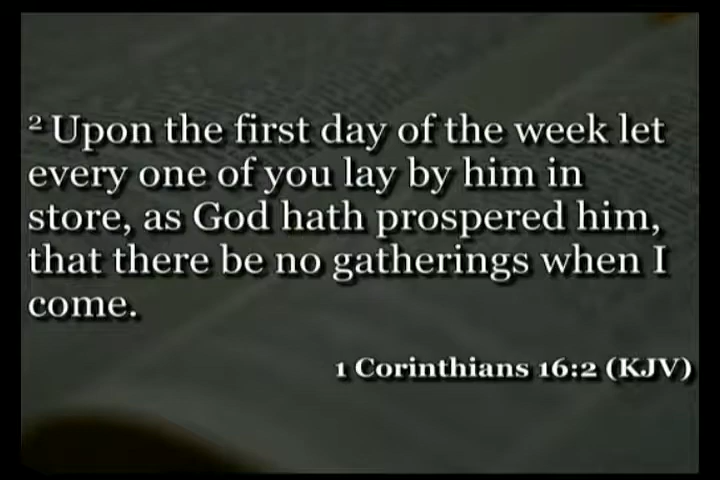 ² Upon the first day of the week let
every one of you lay by him in
store, as God hath prospered him,
that there be no gatherings when I
come.
1 Corinthians 16:2 (KJV)